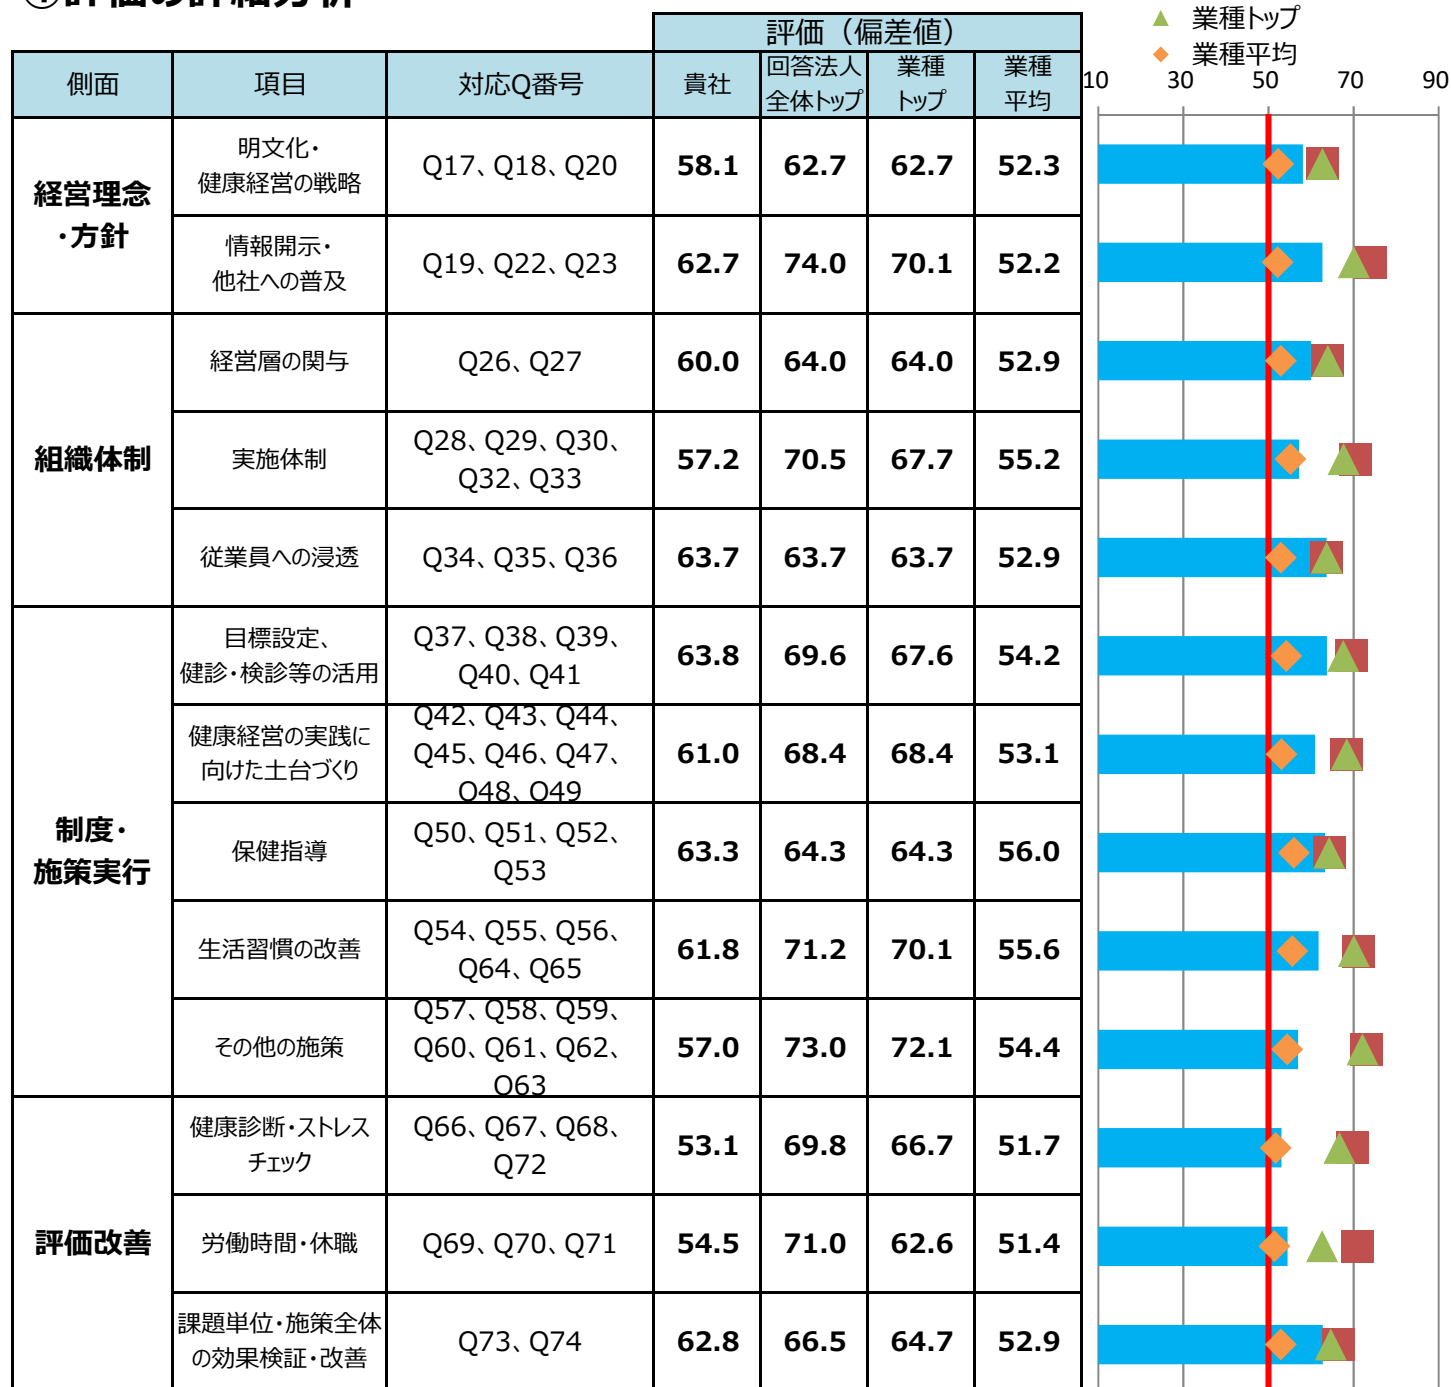 ①評価の詳細分析
▲ 業種トップ
◆ 業種平均
評価（偏差値）
側面 項目 対応Q番号 貴社 回答法人 業種 業種
全体トップ トップ 平均
10 30 50 70 90
経営理念
・方針
明文化・
健康経営の戦略
Q17、Q18、Q20 58.1 62.7 62.7 52.3
情報開示・
他社への普及
Q19、Q22、Q23 62.7 74.0 70.1 52.2
組織体制
経営層の関与 Q26、Q27 60.0 64.0 64.0 52.9
実施体制
Q28、Q29、Q30、
Q32、Q33
57.2 70.5 67.7 55.2
従業員への浸透 Q34、Q35、Q36 63.7 63.7 63.7 52.9
制度・
施策実行
目標設定、
健診・検診等の活用
Q37、Q38、Q39、
Q40、Q41
63.8 69.6 67.6 54.2
健康経営の実践に
向けた土台づくり
Q42、Q43、Q44、
Q45、Q46、Q47、
Q48、Q49
61.0 68.4 68.4 53.1
保健指導
Q50、Q51、Q52、
Q53
63.3 64.3 64.3 56.0
生活習慣の改善
Q54、Q55、Q56、
Q64、Q65
61.8 71.2 70.1 55.6
その他の施策
Q57、Q58、Q59、
Q60、Q61、Q62、
Q63
57.0 73.0 72.1 54.4
評価改善
健康診断・ストレス
チェック
Q66、Q67、Q68、
Q72
53.1 69.8 66.7 51.7
労働時間・休職 Q69、Q70、Q71 54.5 71.0 62.6 51.4
課題単位・施策全体
の効果検証・改善
Q73、Q74 62.8 66.5 64.7 52.9